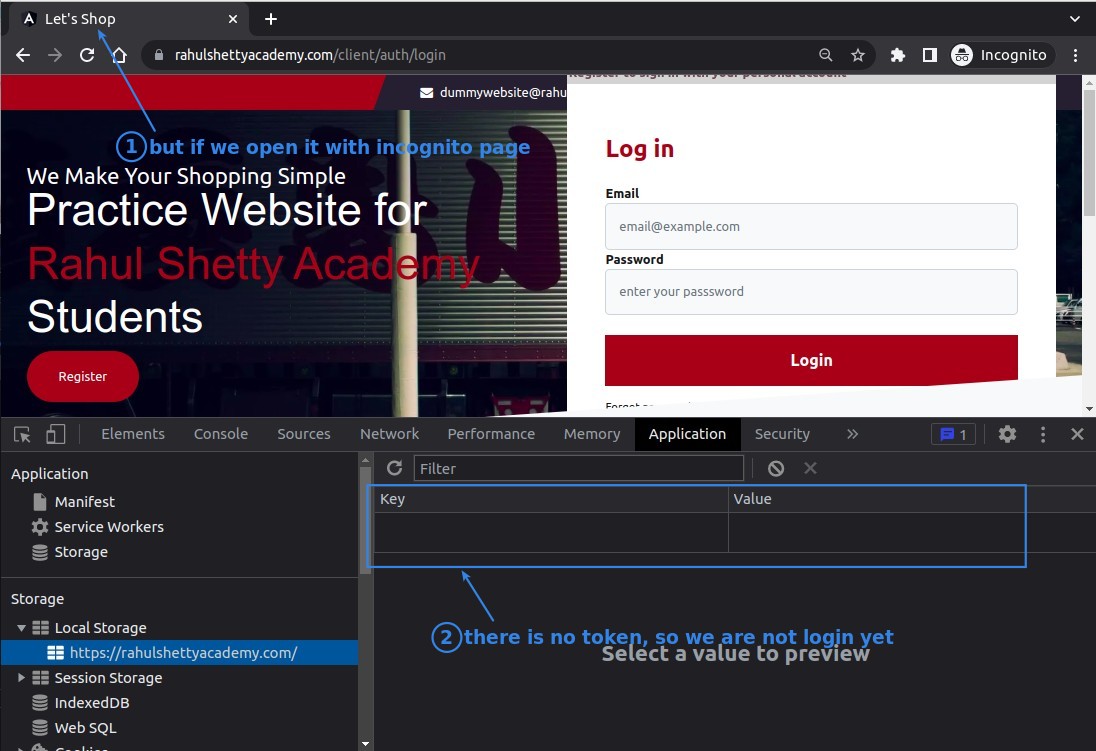 Let's Shop
rahulshettyacademy.com/client/auth/login
Incognito
dummywebsite@rahu
Register to sign in with your personal account
1 but if we open it with incognito page
We Make Your Shopping Simple
Practice Website for
Rahul Shetty Academy
Students
Register
Log in
Email
email@example.com
Password
enter your passsword
Login
Elements Console Sources Network Performance Memory Application Security 1
Application
Manifest
Service Workers
Storage
Storage
Local Storage
https://rahulshettyacademy.com/
Session Storage
IndexedDB
Web SQL
Cookies
Filter
Key Value
2 there is no token, so we are not login yet
Select a value to preview